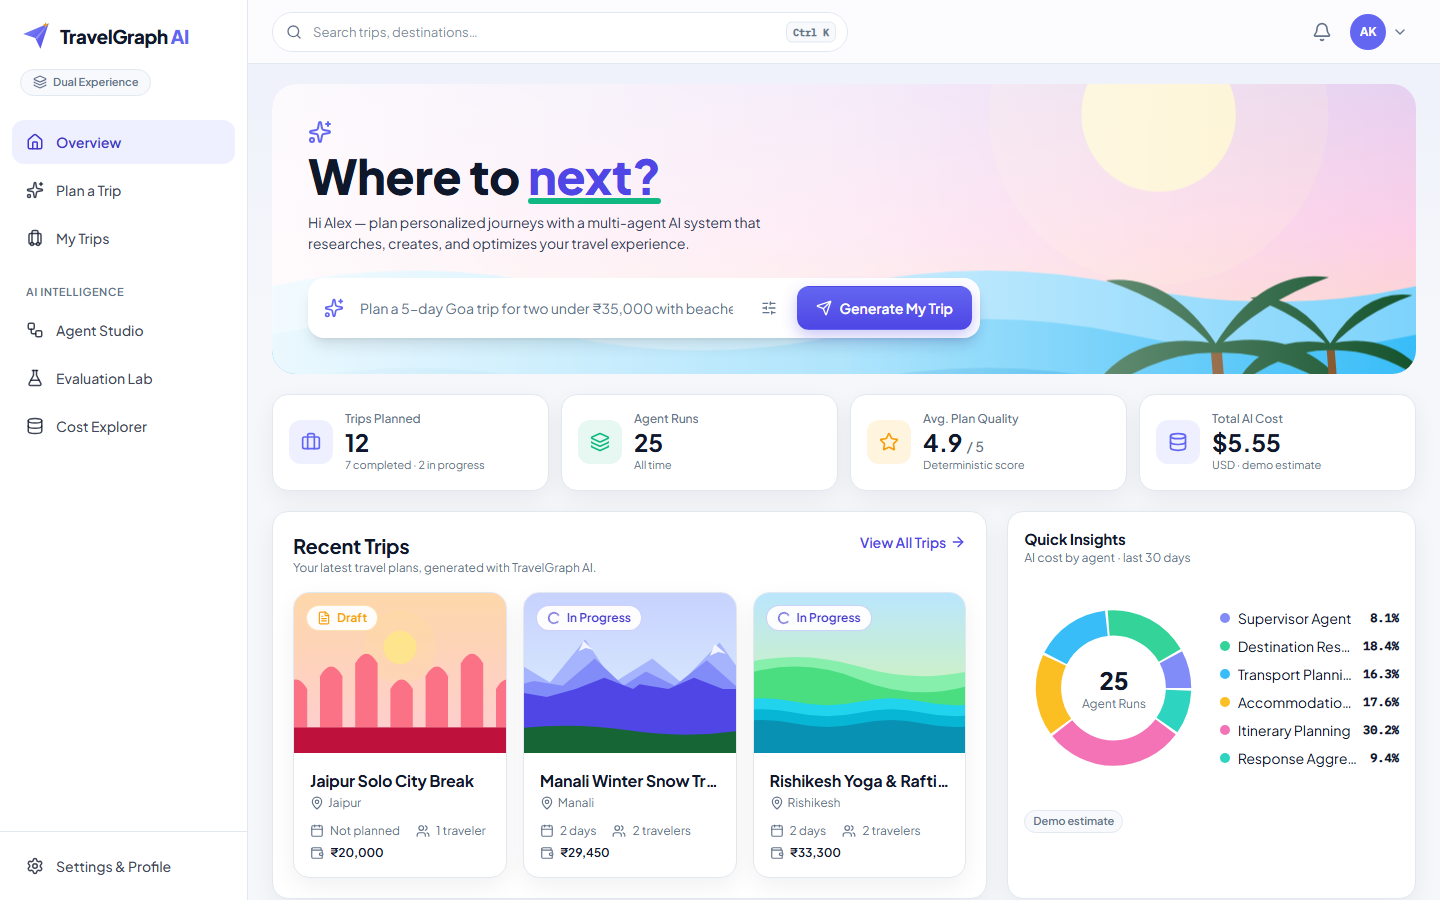 TravelGraph AI
Dual Experience
Overview
Plan a Trip
My Trips
AI INTELLIGENCE
Agent Studio
Evaluation Lab
Cost Explorer
Settings & Profile
Search trips, destinations...
Ctrl K
AK
Where to next?
Hi Alex — plan personalized journeys with a multi-agent AI system that
researches, creates, and optimizes your travel experience.
Plan a 5-day Goa trip for two under ₹35,000 with beache
Generate My Trip
Trips Planned
12
7 completed · 2 in progress
Agent Runs
25
All time
Avg. Plan Quality
4.9 / 5
Deterministic score
Total AI Cost
$5.55
USD · demo estimate
Recent Trips
View All Trips
Your latest travel plans, generated with TravelGraph AI.
Draft
Jaipur Solo City Break
Jaipur
Not planned 1 traveler
₹20,000
In Progress
Manali Winter Snow Tr...
Manali
2 days 2 travelers
₹29,450
In Progress
Rishikesh Yoga & Rafti...
Rishikesh
2 days 2 travelers
₹33,300
Quick Insights
AI cost by agent · last 30 days
25
Agent Runs
Supervisor Agent 8.1%
Destination Res... 18.4%
Transport Planni... 16.3%
Accommodatio... 17.6%
Itinerary Planning 30.2%
Response Aggre... 9.4%
Demo estimate